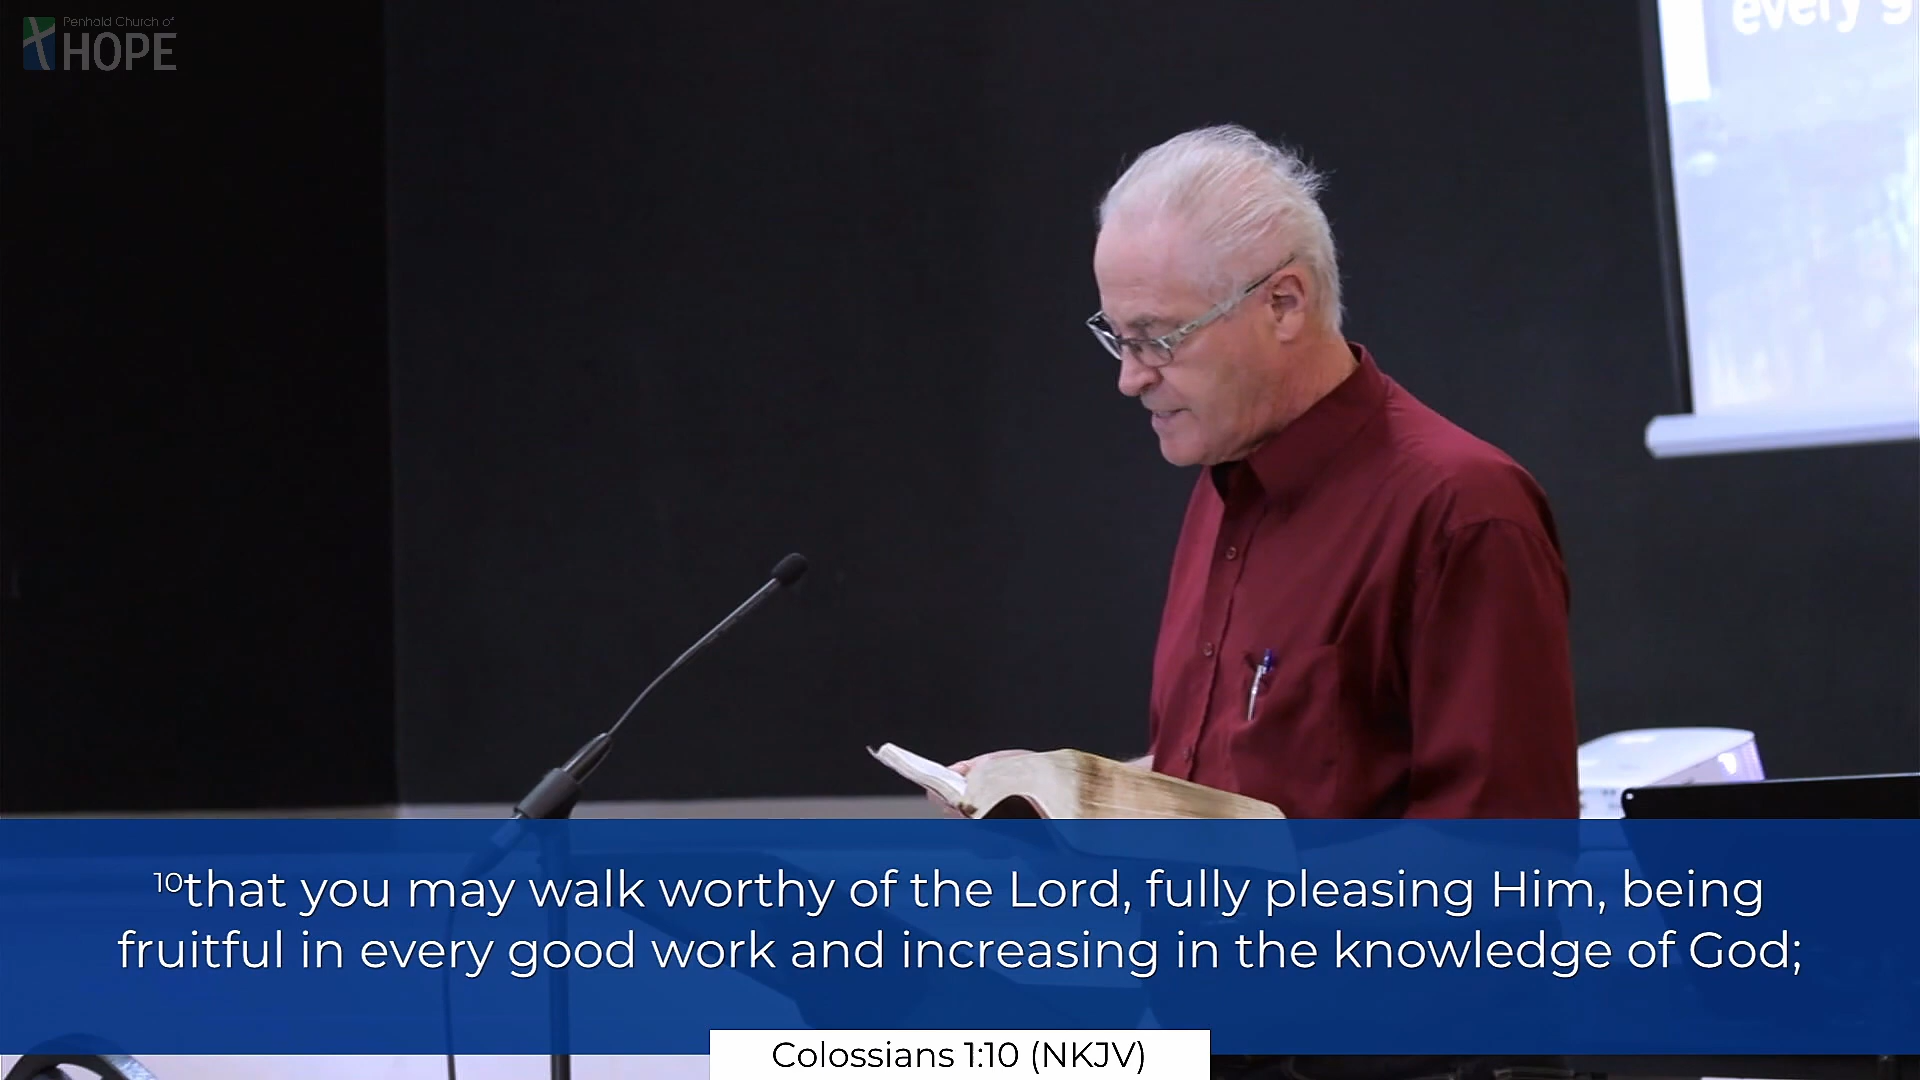 Penhold Church of
HOPE
every g
10that you may walk worthy of the Lord, fully pleasing Him, being
fruitful in every good work and increasing in the knowledge of God;
Colossians 1:10 (NKJV)